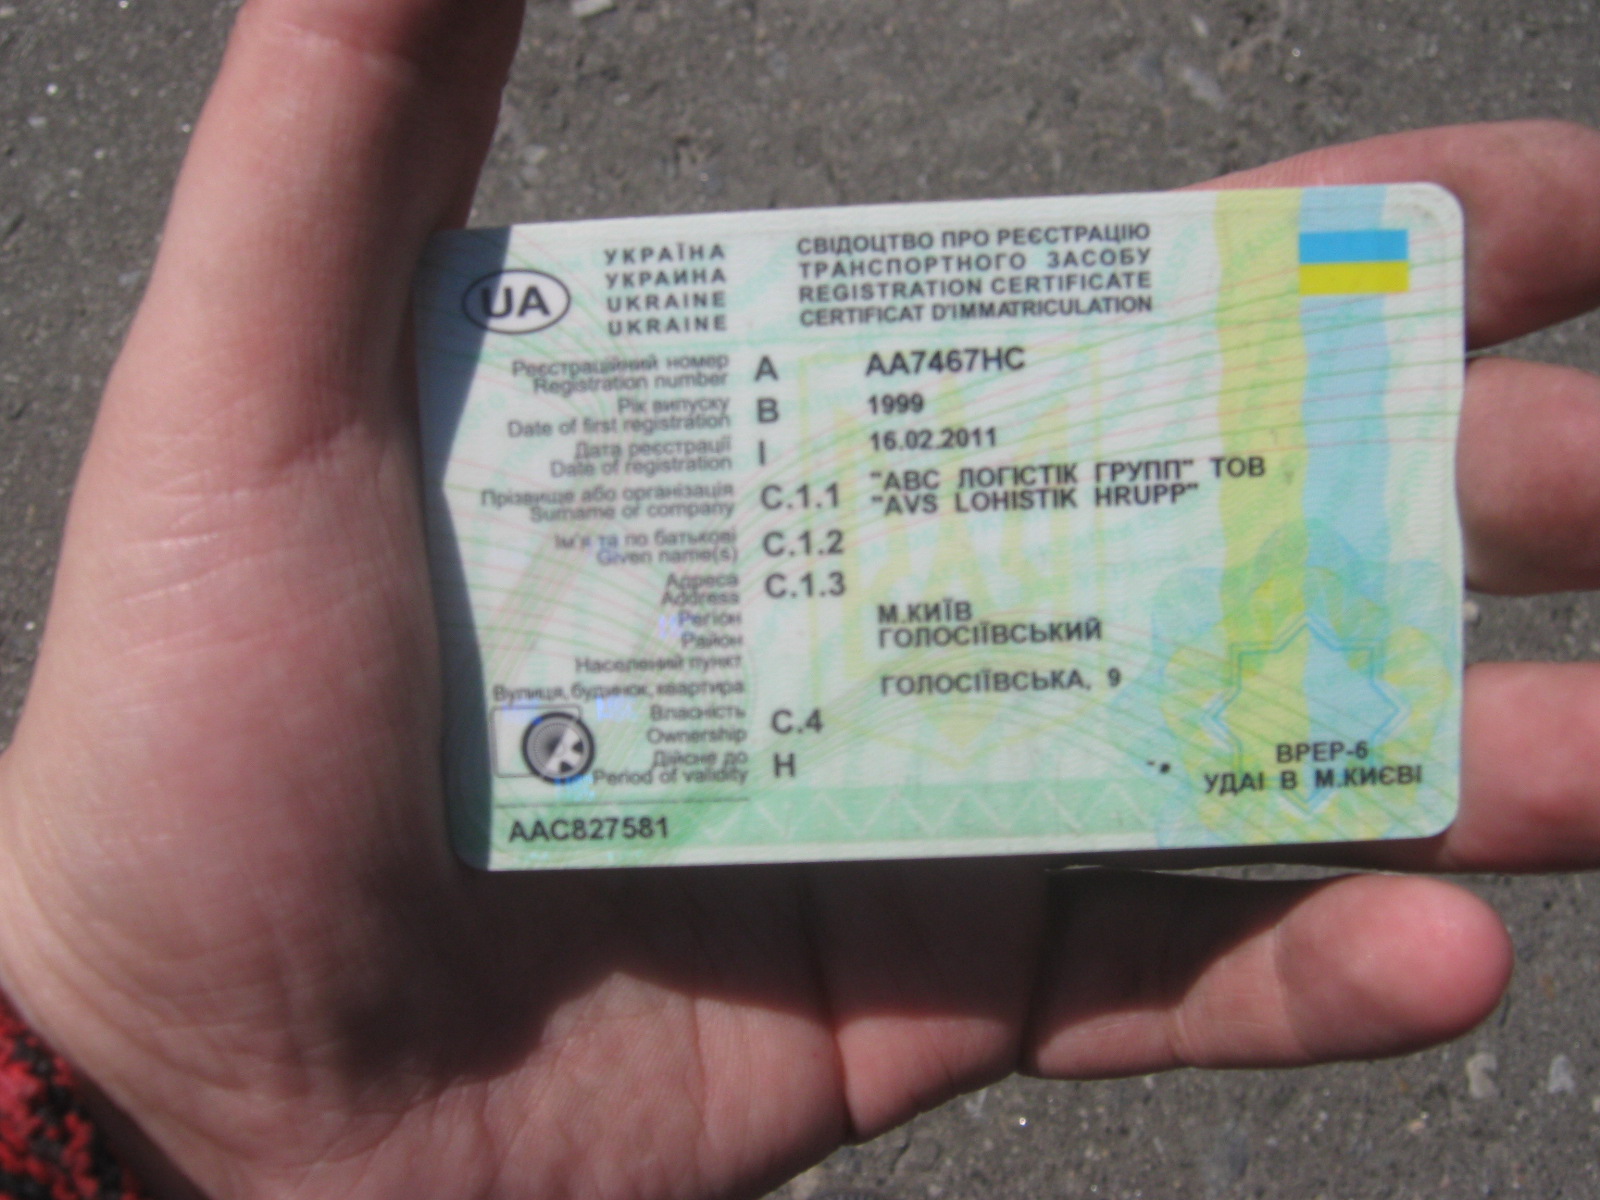 UA
УКРАЇНА
УКРАИНА
UKRAINE
UKRAINE
СВІДОЦТВО ПРО РЕЄСТРАЦІЮ
ТРАНСПОРТНОГО ЗАСОБУ
REGISTRATION CERTIFICATE
CERTIFICAT D'IMMATRICULATION
Реєстраційний номер
Registration number
A
AA7467HC
Рік випуску
Date of first registration
B
1999
Дата реєстрації
Date of registration
I
16.02.2011
Прізвище або організація
Surname or company
C.1.1
"АВС ЛОГІСТІК ГРУПП" ТОВ
"AVS LOHISTIK HRUPP"
Ім'я та по батькові
Given name(s)
C.1.2
Адреса
Address
C.1.3
Регіон
М.КИЇВ
Район
ГОЛОСІЇВСЬКИЙ
Населений пункт
Вулиця, будинок, квартира
ГОЛОСІЇВСЬКА, 9
Власність
Ownership
C.4
Дійсне до
Period of validity
H
ВРЕР-6
УДАІ В М.КИЄВІ
AAC827581